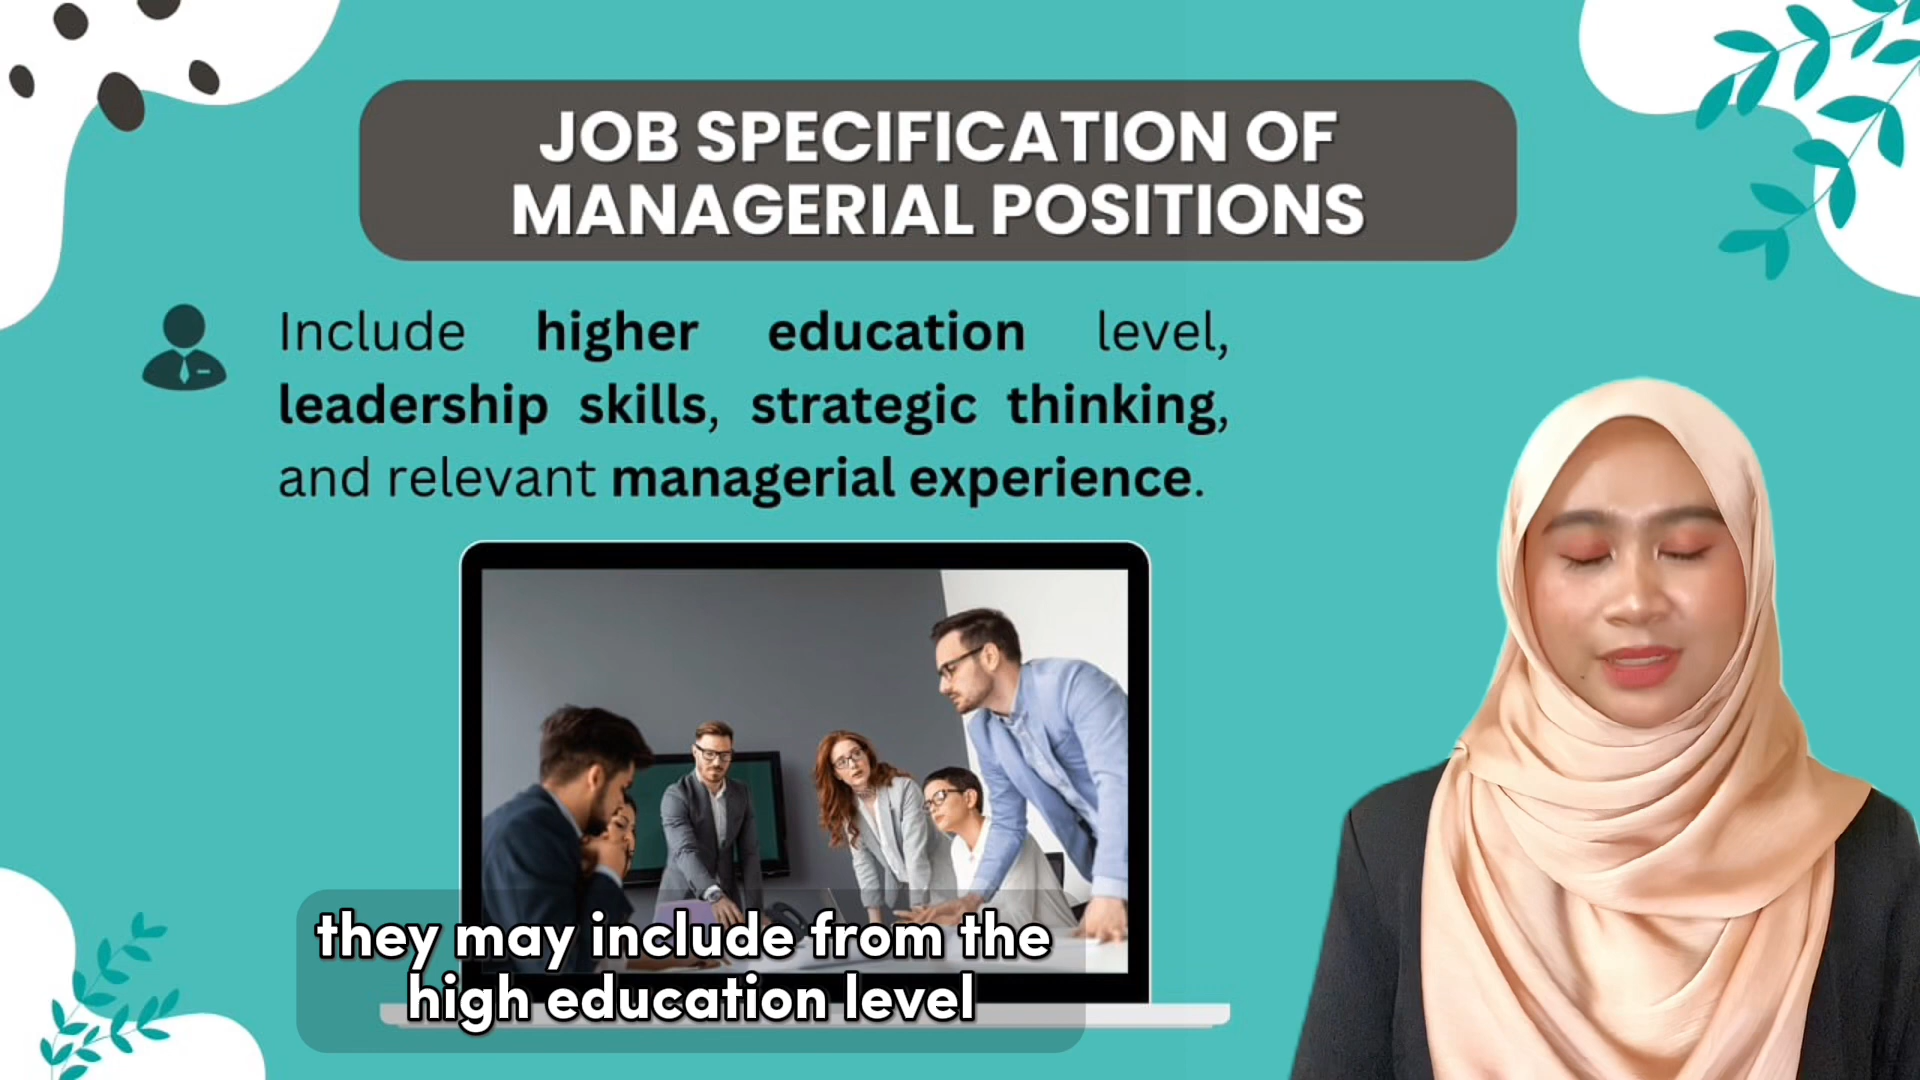 JOB SPECIFICATION OF
MANAGERIAL POSITIONS
Include higher education level,
leadership skills, strategic thinking,
and relevant managerial experience.
they may include from the
high education level